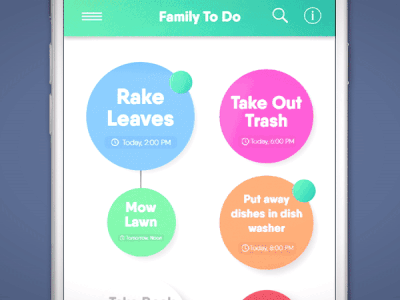 Family To Do
Rake
Leaves
Today, 2:00 PM
Take Out
Trash
Today, 6:00 PM
Mow
Lawn
Tomorrow, Noon
Put away
dishes in dish
washer
Today, 8:00 PM